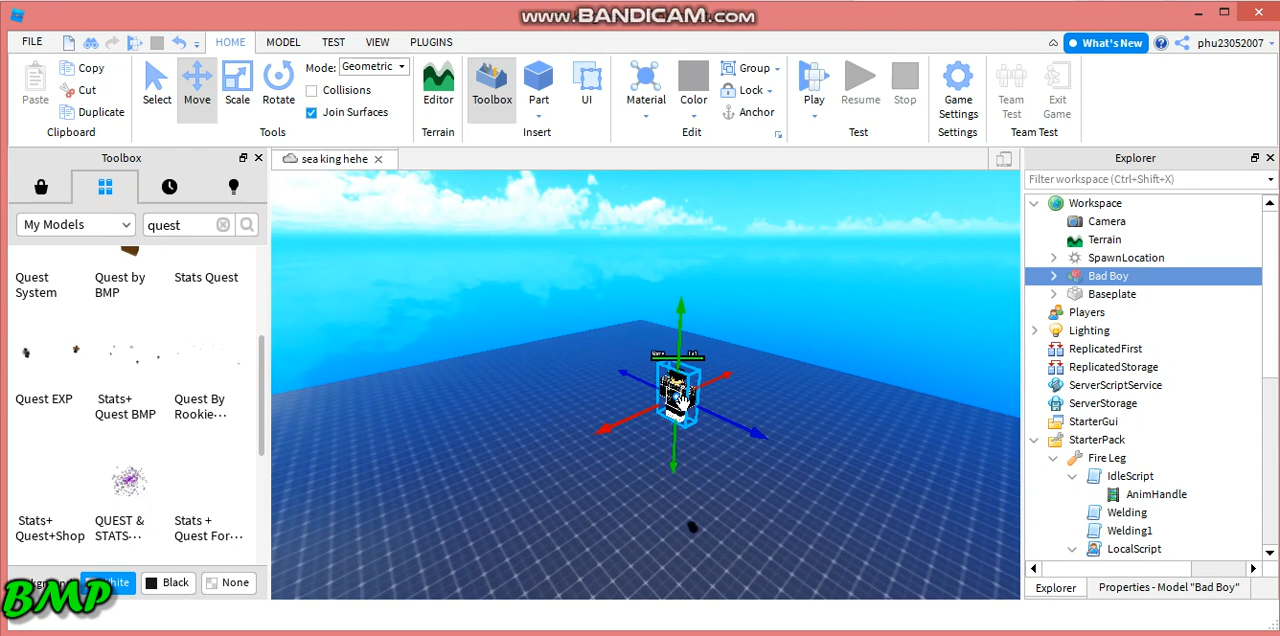 www.BANDICAM.com
FILE HOME MODEL TEST VIEW PLUGINS What's New phu23052007
Paste Copy Cut Duplicate Clipboard
Select Move Scale Rotate Mode: Geometric Collisions Join Surfaces Tools
Editor Terrain
Toolbox Part UI Insert
Material Color Group Lock Anchor Edit
Play Resume Stop Test
Game Settings Settings
Team Test Exit Game Team Test
Toolbox
My Models quest
Quest System
Quest by BMP
Stats Quest
Quest EXP
Stats+ Quest BMP
Quest By Rookie...
Stats+ Quest+Shop
QUEST & STATS...
Stats + Quest For...
White Black None
BMP
sea king hehe
Explorer
Filter workspace (Ctrl+Shift+X)
Workspace
Camera
Terrain
SpawnLocation
Bad Boy
Baseplate
Players
Lighting
ReplicatedFirst
ReplicatedStorage
ServerScriptService
ServerStorage
StarterGui
StarterPack
Fire Leg
IdleScript
AnimHandle
Welding
Welding1
LocalScript
Explorer Properties - Model "Bad Boy"